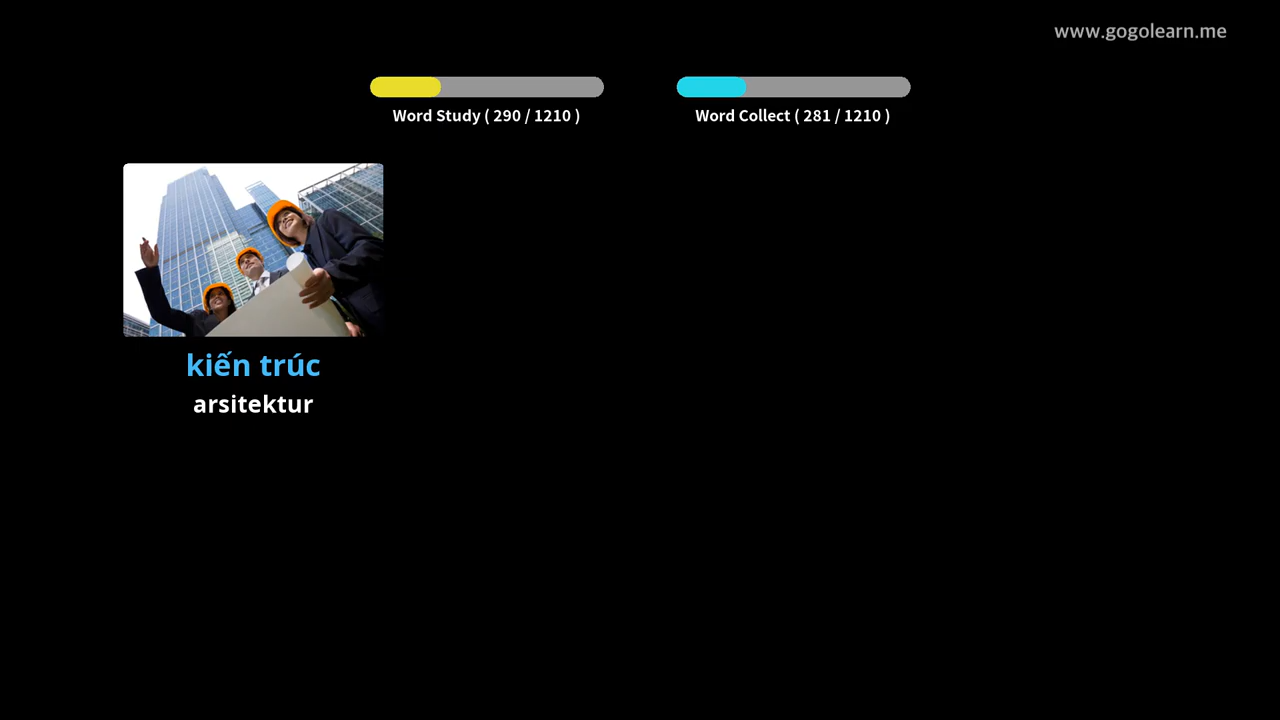 www.gogolearn.me
Word Study ( 290 / 1210 )
Word Collect ( 281 / 1210 )
kiến trúc
arsitektur